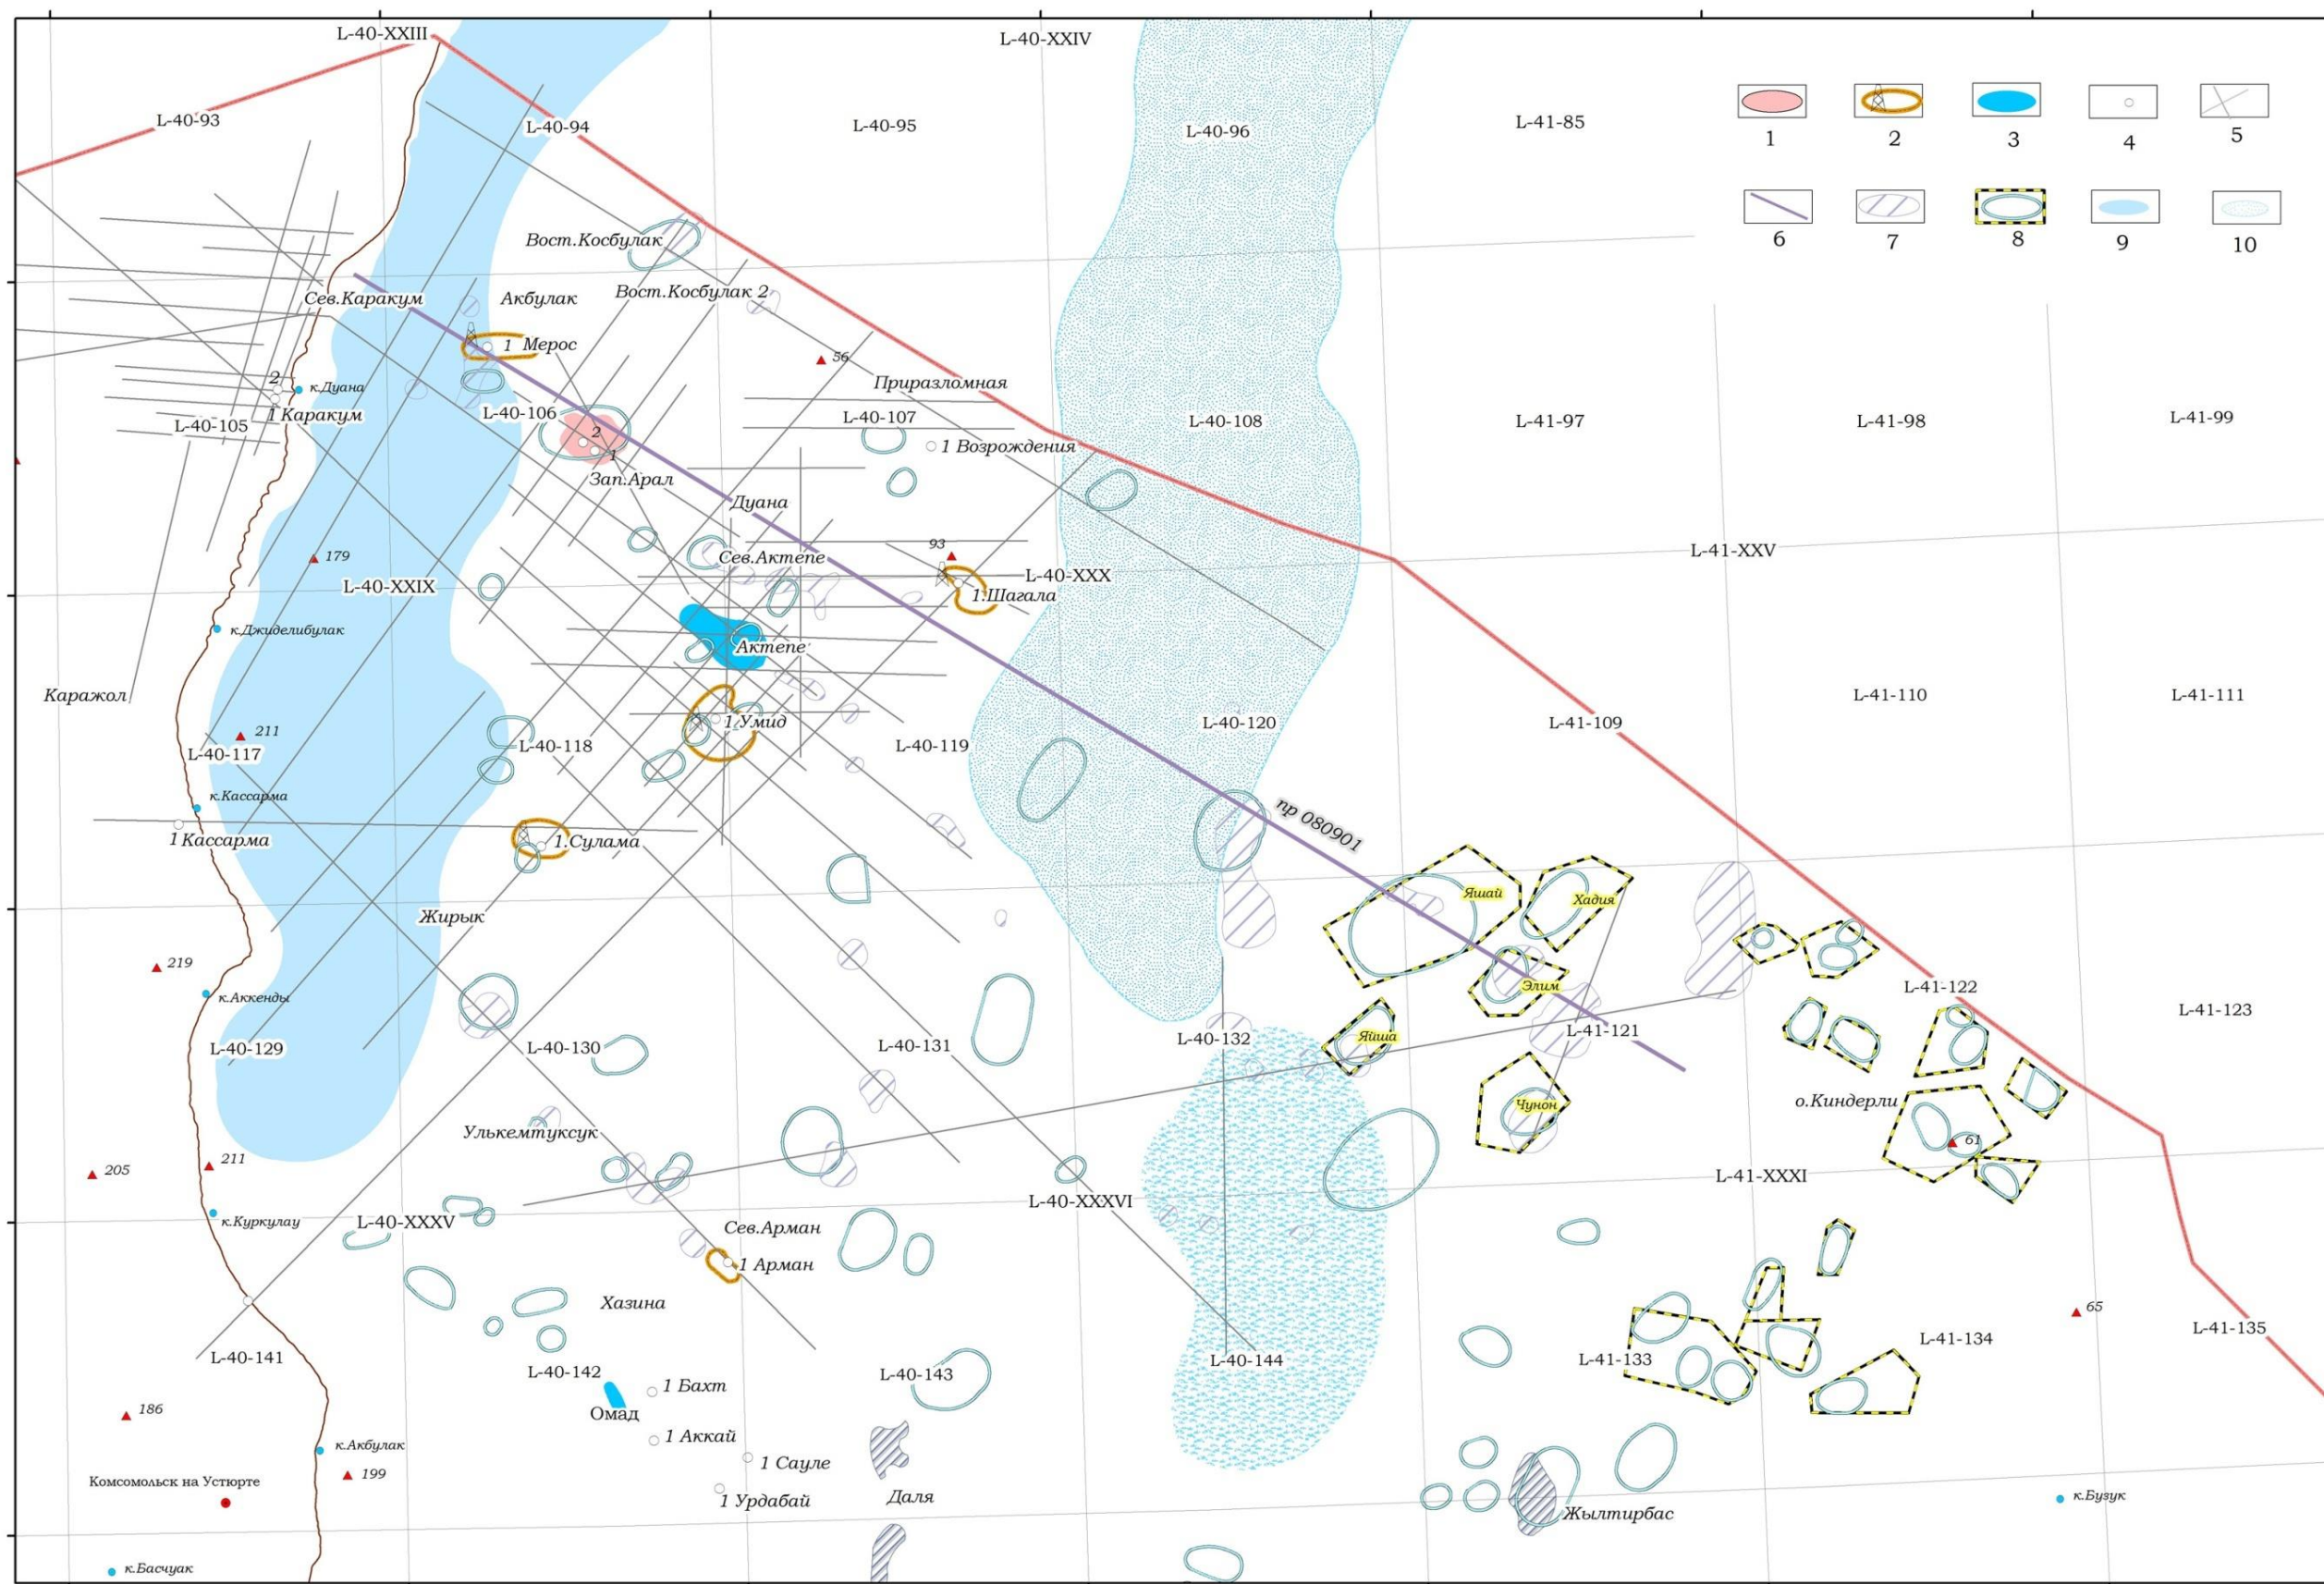 L-40-XXIII
L-40-XXIV
L-40-93
L-40-94
L-40-95
L-40-96
L-41-85
1
2
3
4
5
6
7
8
9
10
Вост.Косбулак
Сев.Каракум
Акбулак
Вост.Косбулак 2
1 Мерос
56
Приразломная
2
к.Дуана
1 Каракум
L-40-105
L-40-106
L-40-107
L-40-108
L-41-97
L-41-98
L-41-99
2
1
1 Возрождения
Зап.Арал
Дуана
179
Сев.Актепе
93
L-40-XXIX
L-40-XXX
L-41-XXV
1.Шагала
к.Джиделибулак
Актепе
Каражол
211
L-40-117
L-40-118
1 Умид
L-40-119
L-40-120
L-41-109
L-41-110
L-41-111
к.Кассарма
1 Кассарма
1.Сулама
пр 080901
Жирык
Яшай
Хадия
219
к.Аккенды
Элим
L-41-122
L-41-123
L-40-129
L-40-130
L-40-131
L-40-132
Яйша
L-41-121
Чунон
о.Киндерли
Улькемтуксук
61
205
211
L-41-XXXI
к.Куркулау
L-40-XXXV
L-40-XXXVI
Сев.Арман
1 Арман
Хазина
65
L-40-141
L-40-142
L-40-143
L-40-144
L-41-133
L-41-134
L-41-135
1 Бахт
Омад
186
1 Аккай
к.Акбулак
199
1 Сауле
Комсомольск на Устюрте
1 Урдабай
Даля
Жылтирбас
к.Бузук
к.Басчуак